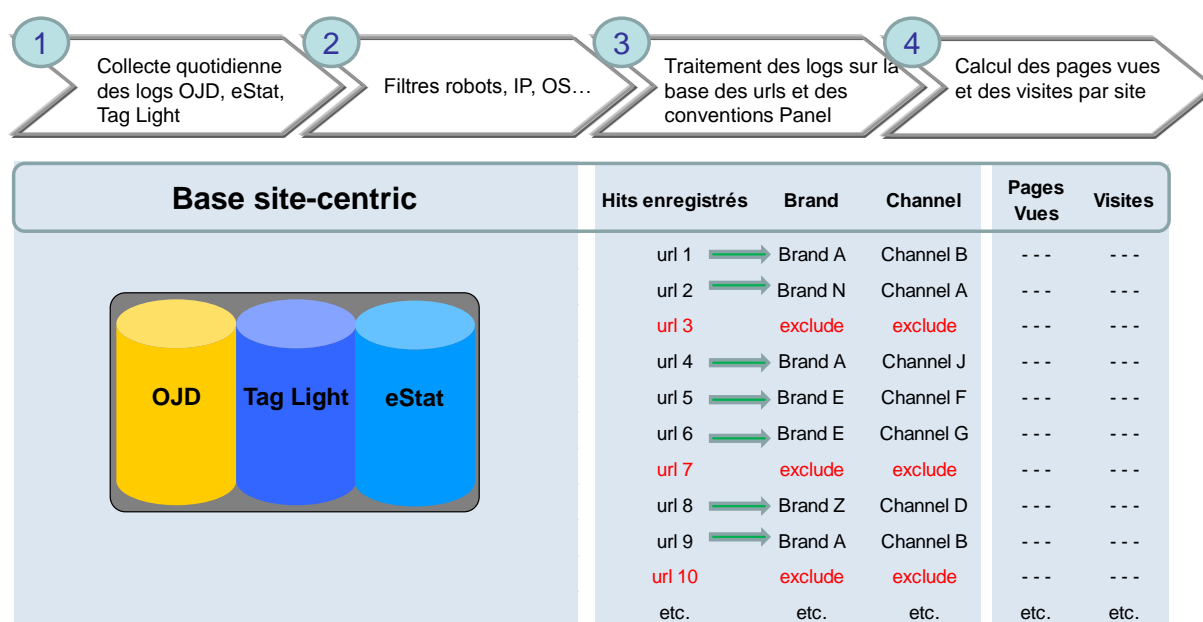 1
Collecte quotidienne
des logs OJD, eStat,
Tag Light
2
Filtres robots, IP, OS…
3
Traitement des logs sur la
base des urls et des
conventions Panel
4
Calcul des pages vues
et des visites par site
Base site-centric
Hits enregistrés Brand Channel Pages Vues Visites
url 1 Brand A Channel B - - - - - -
url 2 Brand N Channel A - - - - - -
url 3 exclude exclude - - - - - -
url 4 Brand A Channel J - - - - - -
url 5 Brand E Channel F - - - - - -
url 6 Brand E Channel G - - - - - -
url 7 exclude exclude - - - - - -
url 8 Brand Z Channel D - - - - - -
url 9 Brand A Channel B - - - - - -
url 10 exclude exclude - - - - - -
etc. etc. etc. etc. etc.
OJD
Tag Light
eStat